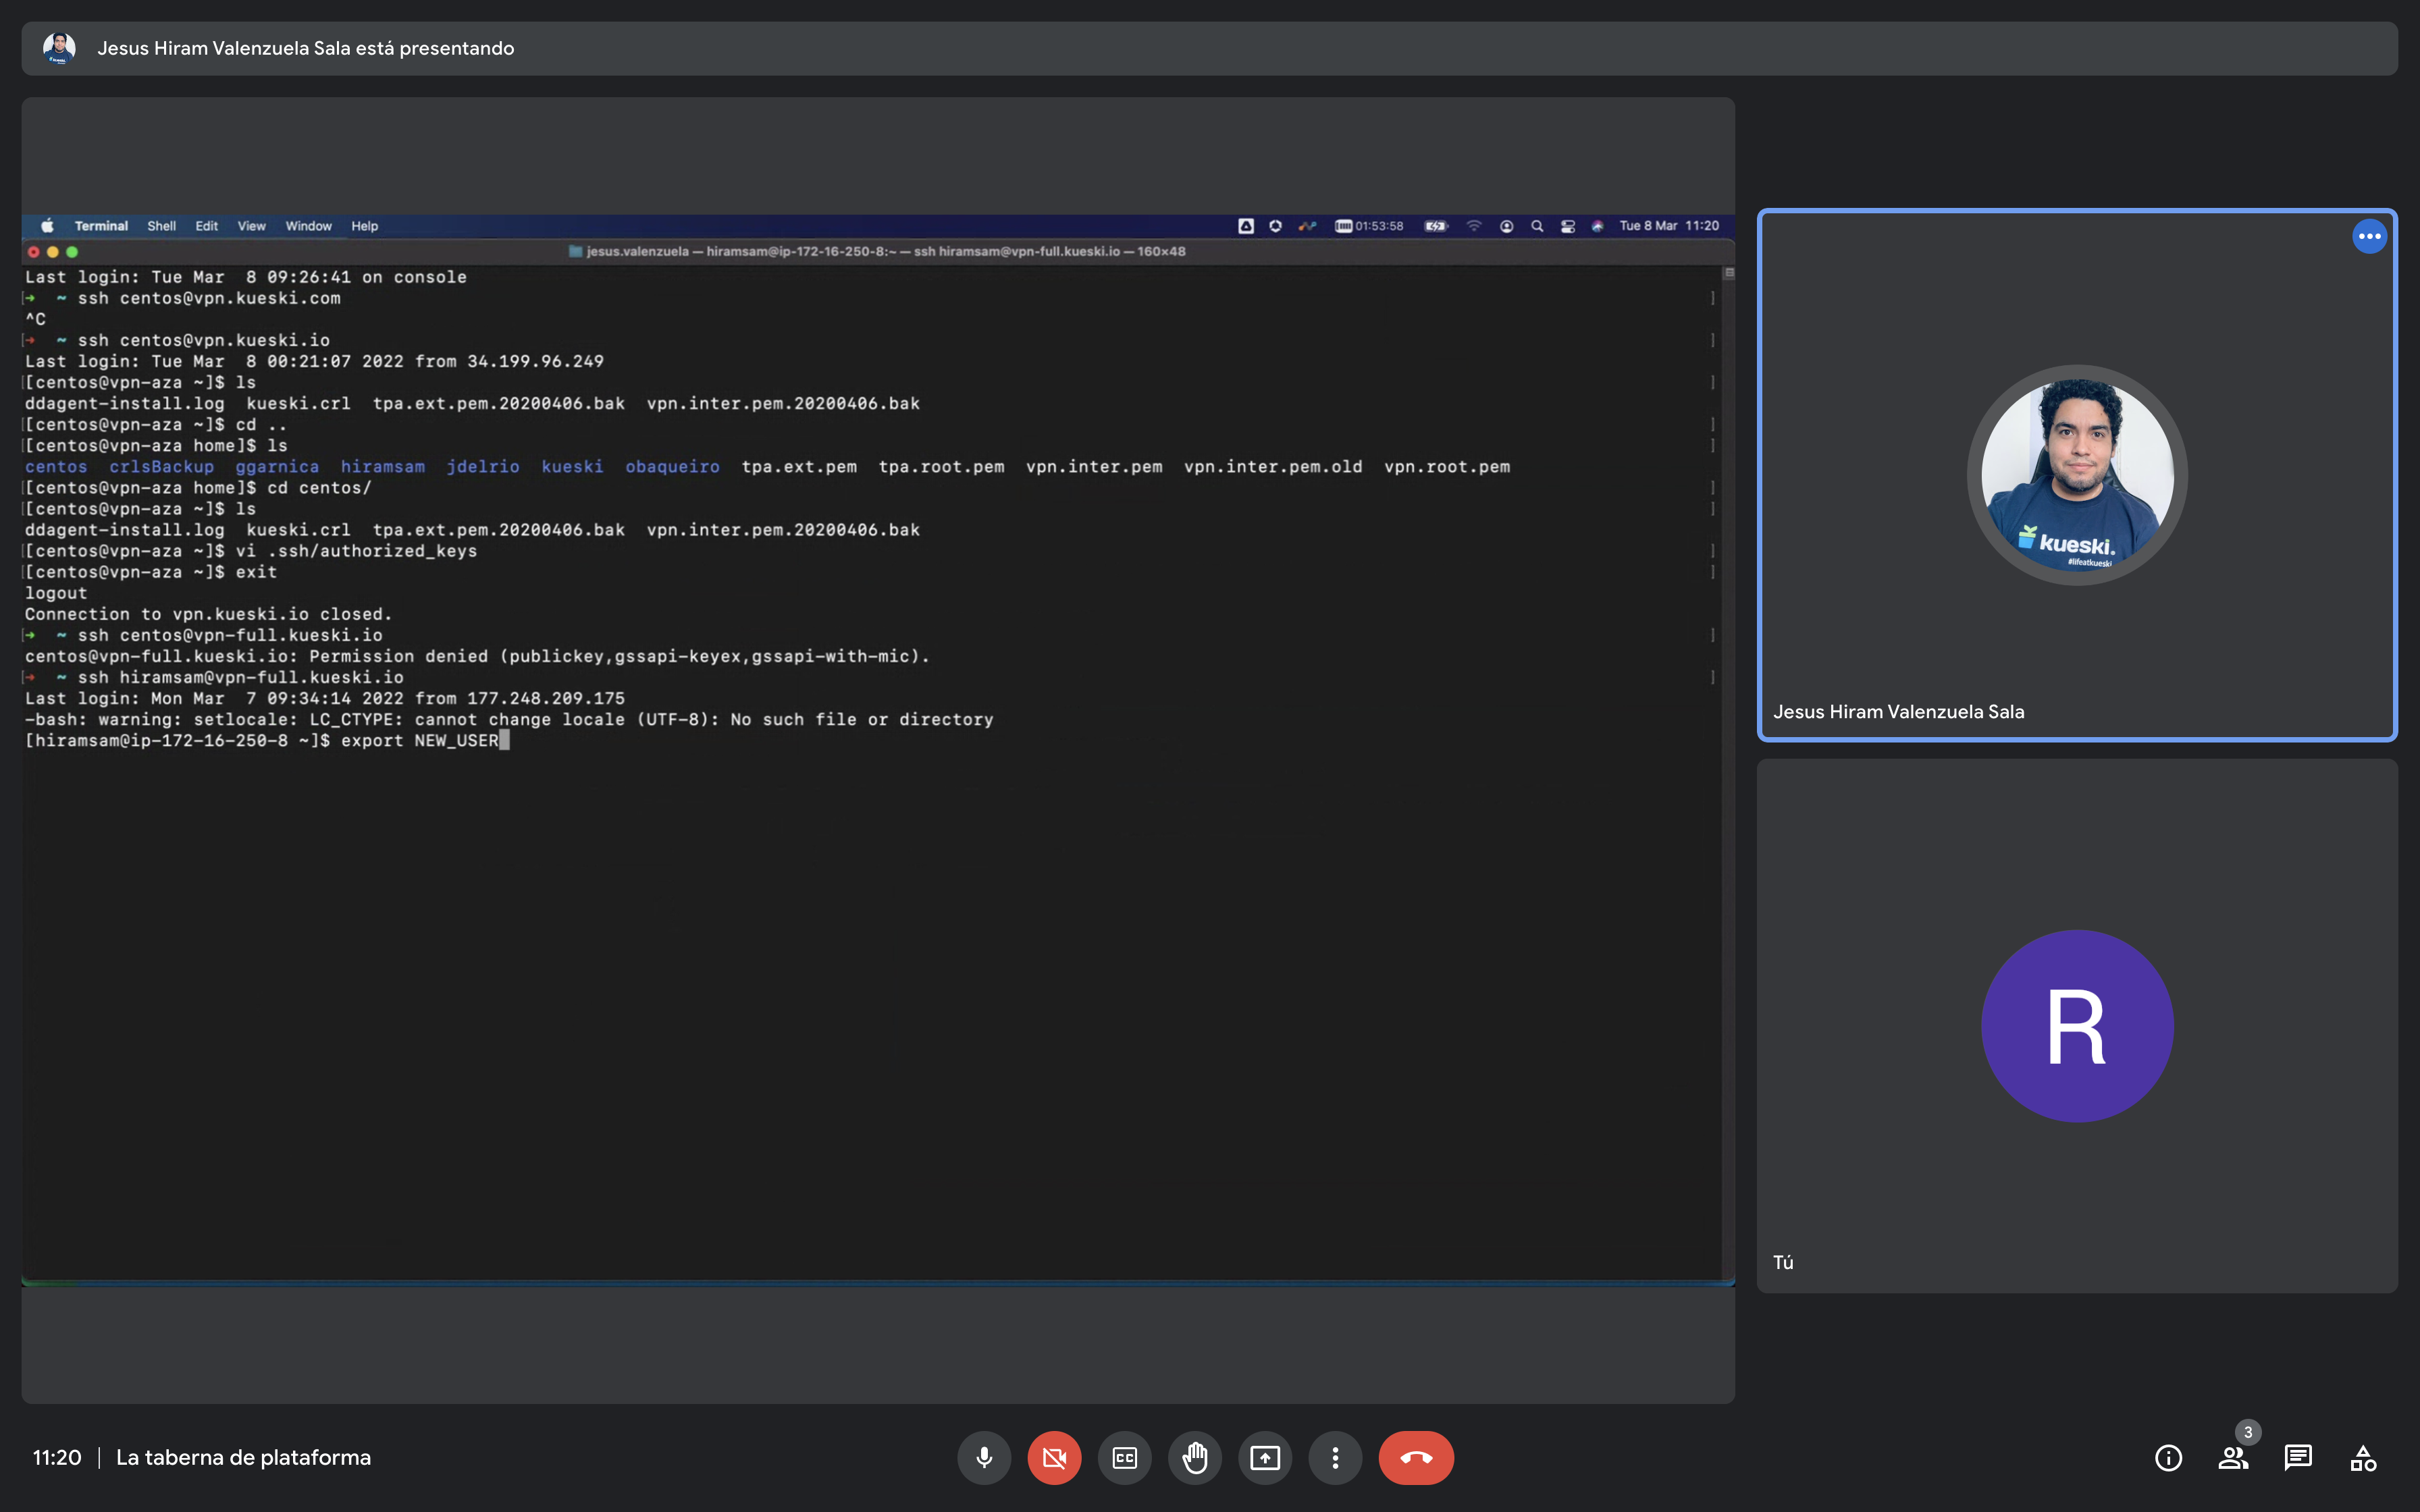 Jesus Hiram Valenzuela Sala está presentando
Terminal Shell Edit View Window Help 01:53:58 Tue 8 Mar 11:20
jesus.valenzuela — hiramsam@ip-172-16-250-8:~ — ssh hiramsam@vpn-full.kueski.io — 160×48
Last login: Tue Mar  8 09:26:41 on console
[➜  ~ ssh centos@vpn.kueski.com ]
^C
[➜  ~ ssh centos@vpn.kueski.io ]
Last login: Tue Mar  8 00:21:07 2022 from 34.199.96.249
[[centos@vpn-aza ~]$ ls ]
ddagent-install.log  kueski.crl  tpa.ext.pem.20200406.bak  vpn.inter.pem.20200406.bak
[[centos@vpn-aza ~]$ cd .. ]
[[centos@vpn-aza home]$ ls ]
centos  crlsBackup  ggarnica  hiramsam  jdelrio  kueski  obaqueiro  tpa.ext.pem  tpa.root.pem  vpn.inter.pem  vpn.inter.pem.old  vpn.root.pem
[[centos@vpn-aza home]$ cd centos/ ]
[[centos@vpn-aza ~]$ ls ]
ddagent-install.log  kueski.crl  tpa.ext.pem.20200406.bak  vpn.inter.pem.20200406.bak
[[centos@vpn-aza ~]$ vi .ssh/authorized_keys ]
[[centos@vpn-aza ~]$ exit ]
logout
Connection to vpn.kueski.io closed.
[➜  ~ ssh centos@vpn-full.kueski.io ]
centos@vpn-full.kueski.io: Permission denied (publickey,gssapi-keyex,gssapi-with-mic).
[➜  ~ ssh hiramsam@vpn-full.kueski.io ]
Last login: Mon Mar  7 09:34:14 2022 from 177.248.209.175
-bash: warning: setlocale: LC_CTYPE: cannot change locale (UTF-8): No such file or directory
[hiramsam@ip-172-16-250-8 ~]$ export NEW_USER
kueski.
#lifeatkueski
Jesus Hiram Valenzuela Sala
R
Tú
11:20 | La taberna de plataforma
CC
3